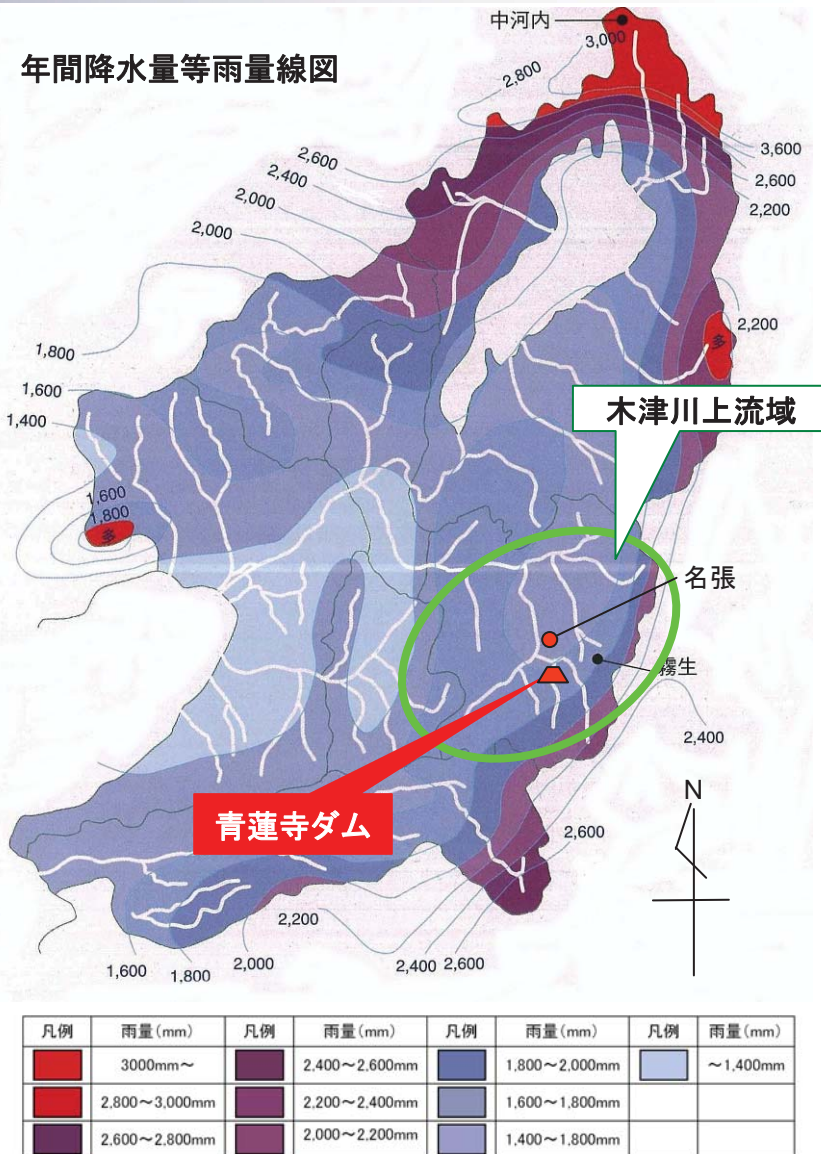 中河内
3,000
年間降水量等雨量線図
2,800
3,600
2,600
2,600
2,400
2,200
2,000
2,000
2,200
多
1,800
1,600
木津川上流域
1,400
1,600
1,800
多
名張
霧生
2,400
N
青蓮寺ダム
2,600
2,200
2,400 2,600
2,000
1,600
1,800
凡例 雨量(mm) 凡例 雨量(mm) 凡例 雨量(mm) 凡例 雨量(mm)
3000mm～ 2,400～2,600mm 1,800～2,000mm ～1,400mm
2,800～3,000mm 2,200～2,400mm 1,600～1,800mm
2,600～2,800mm 2,000～2,200mm 1,400～1,800mm